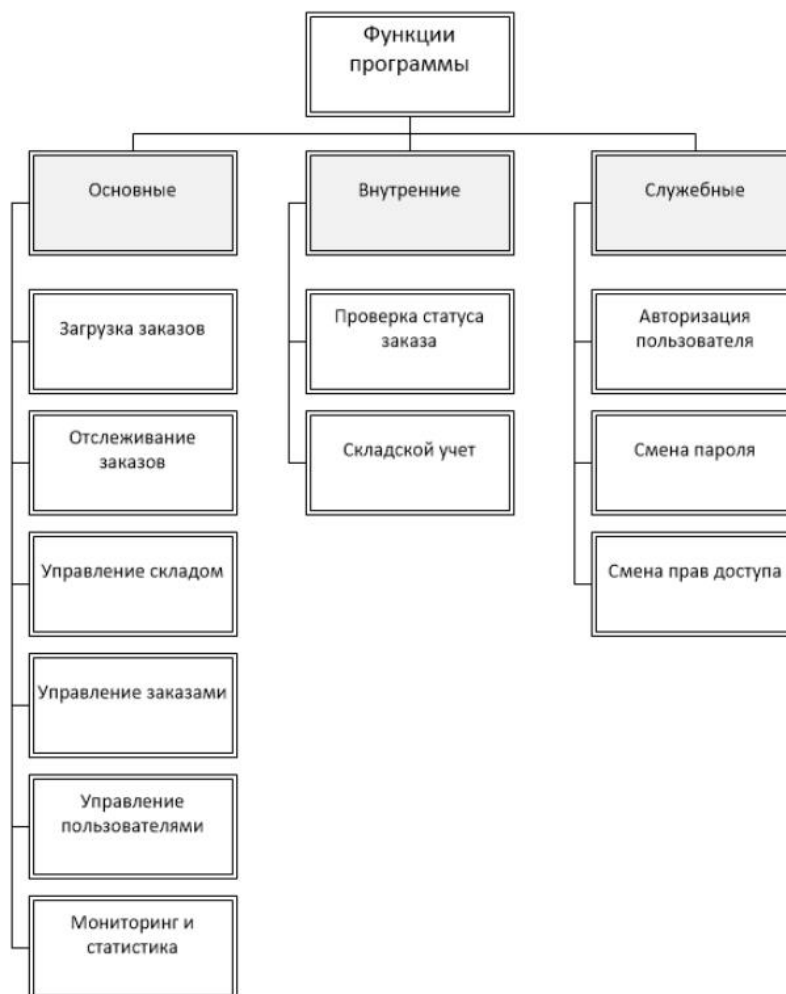 Функции
программы
Основные
Внутренние
Служебные
Загрузка заказов
Проверка статуса
заказа
Авторизация
пользователя
Отслеживание
заказов
Складской учет
Смена пароля
Управление складом
Смена прав доступа
Управление заказами
Управление
пользователями
Мониторинг и
статистика